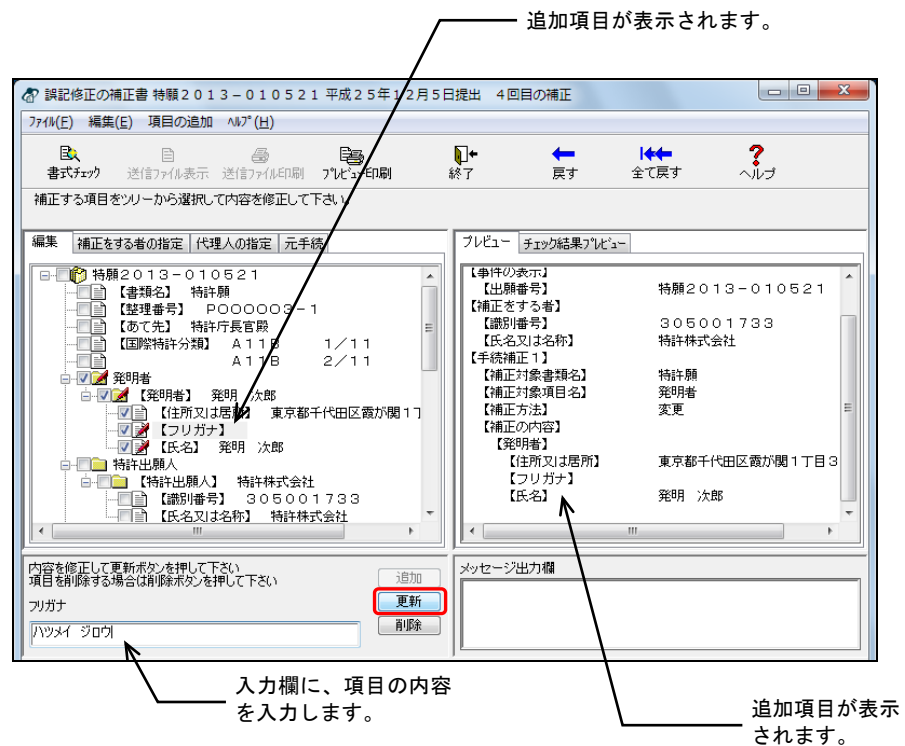 追加項目が表示されます。
誤記修正の補正書 特願２０１３－０１０５２１ 平成２５年１２月５日提出　４回目の補正
ﾌｧｲﾙ(F)　編集(E)　項目の追加　ﾍﾙﾌﾟ(H)
書式ﾁｪｯｸ　送信ﾌｧｲﾙ表示　送信ﾌｧｲﾙ印刷　ﾌﾟﾚﾋﾞｭｰ印刷　終了　戻す　全て戻す　ヘルプ
補正する項目をツリーから選択して内容を修正して下さい
編集　補正をする者の指定　代理人の指定　元手続
特願２０１３－０１０５２１
【書類名】　特許願
【整理番号】　Ｐ００００００３－１
【あて先】　特許庁長官殿
【国際特許分類】　Ａ１１Ｂ　１／１１
Ａ１１Ｂ　２／１１
発明者
【発明者】　発明　次郎
【住所又は居所】　東京都千代田区霞が関１丁
【フリガナ】
【氏名】　発明　次郎
特許出願人
【特許出願人】　特許株式会社
【識別番号】　３０５００１７３３
【氏名又は名称】　特許株式会社
プレビュー　ﾁｪｯｸ結果ﾌﾟﾚﾋﾞｭｰ
【事件の表示】
【出願番号】　特願２０１３－０１０５２１
【補正をする者】
【識別番号】　３０５００１７３３
【氏名又は名称】　特許株式会社
【手続補正１】
【補正対象書類名】　特許願
【補正対象項目名】　発明者
【補正方法】　変更
【補正の内容】
【発明者】
【住所又は居所】　東京都千代田区霞が関１丁目３
【フリガナ】
【氏名】　発明　次郎
内容を修正して更新ボタンを押して下さい
項目を削除する場合は削除ボタンを押して下さい
フリガナ
ハツメイ　ジロウ
追加
更新
削除
メッセージ出力欄
入力欄に、項目の内容
を入力します。
追加項目が表示
されます。